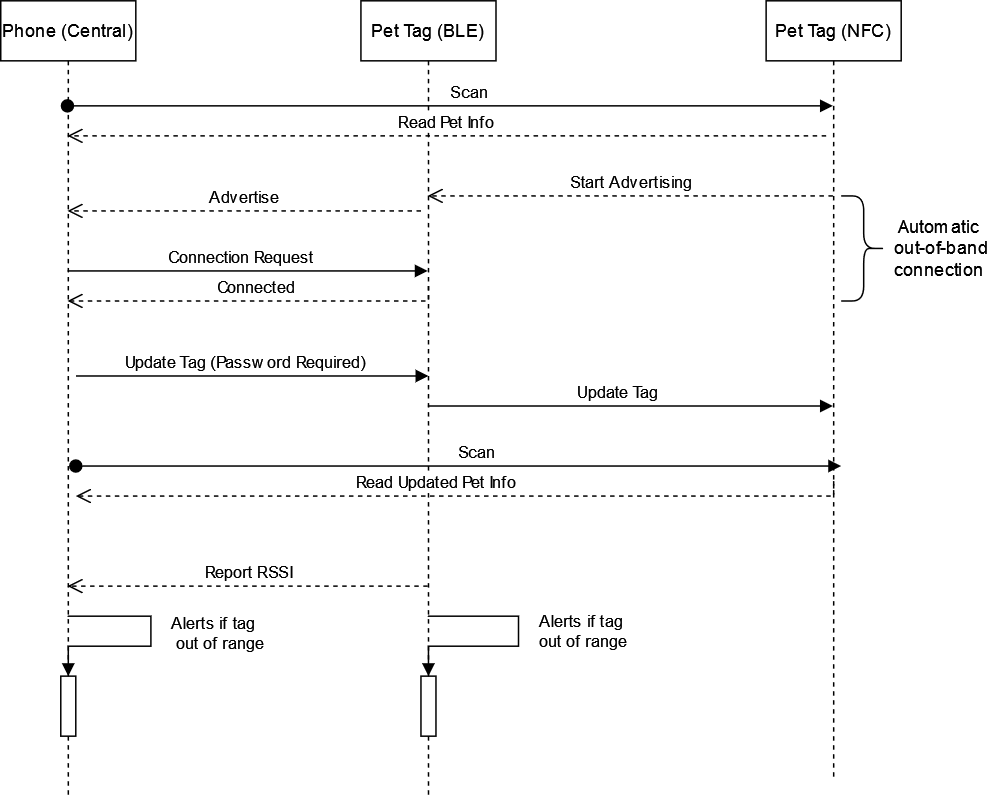 Phone (Central)
Pet Tag (BLE)
Pet Tag (NFC)
Scan
Read Pet Info
Start Advertising
Advertise
Automatic
out-of-band
connection
Connection Request
Connected
Update Tag (Password Required)
Update Tag
Scan
Read Updated Pet Info
Report RSSI
Alerts if tag
out of range
Alerts if tag
out of range